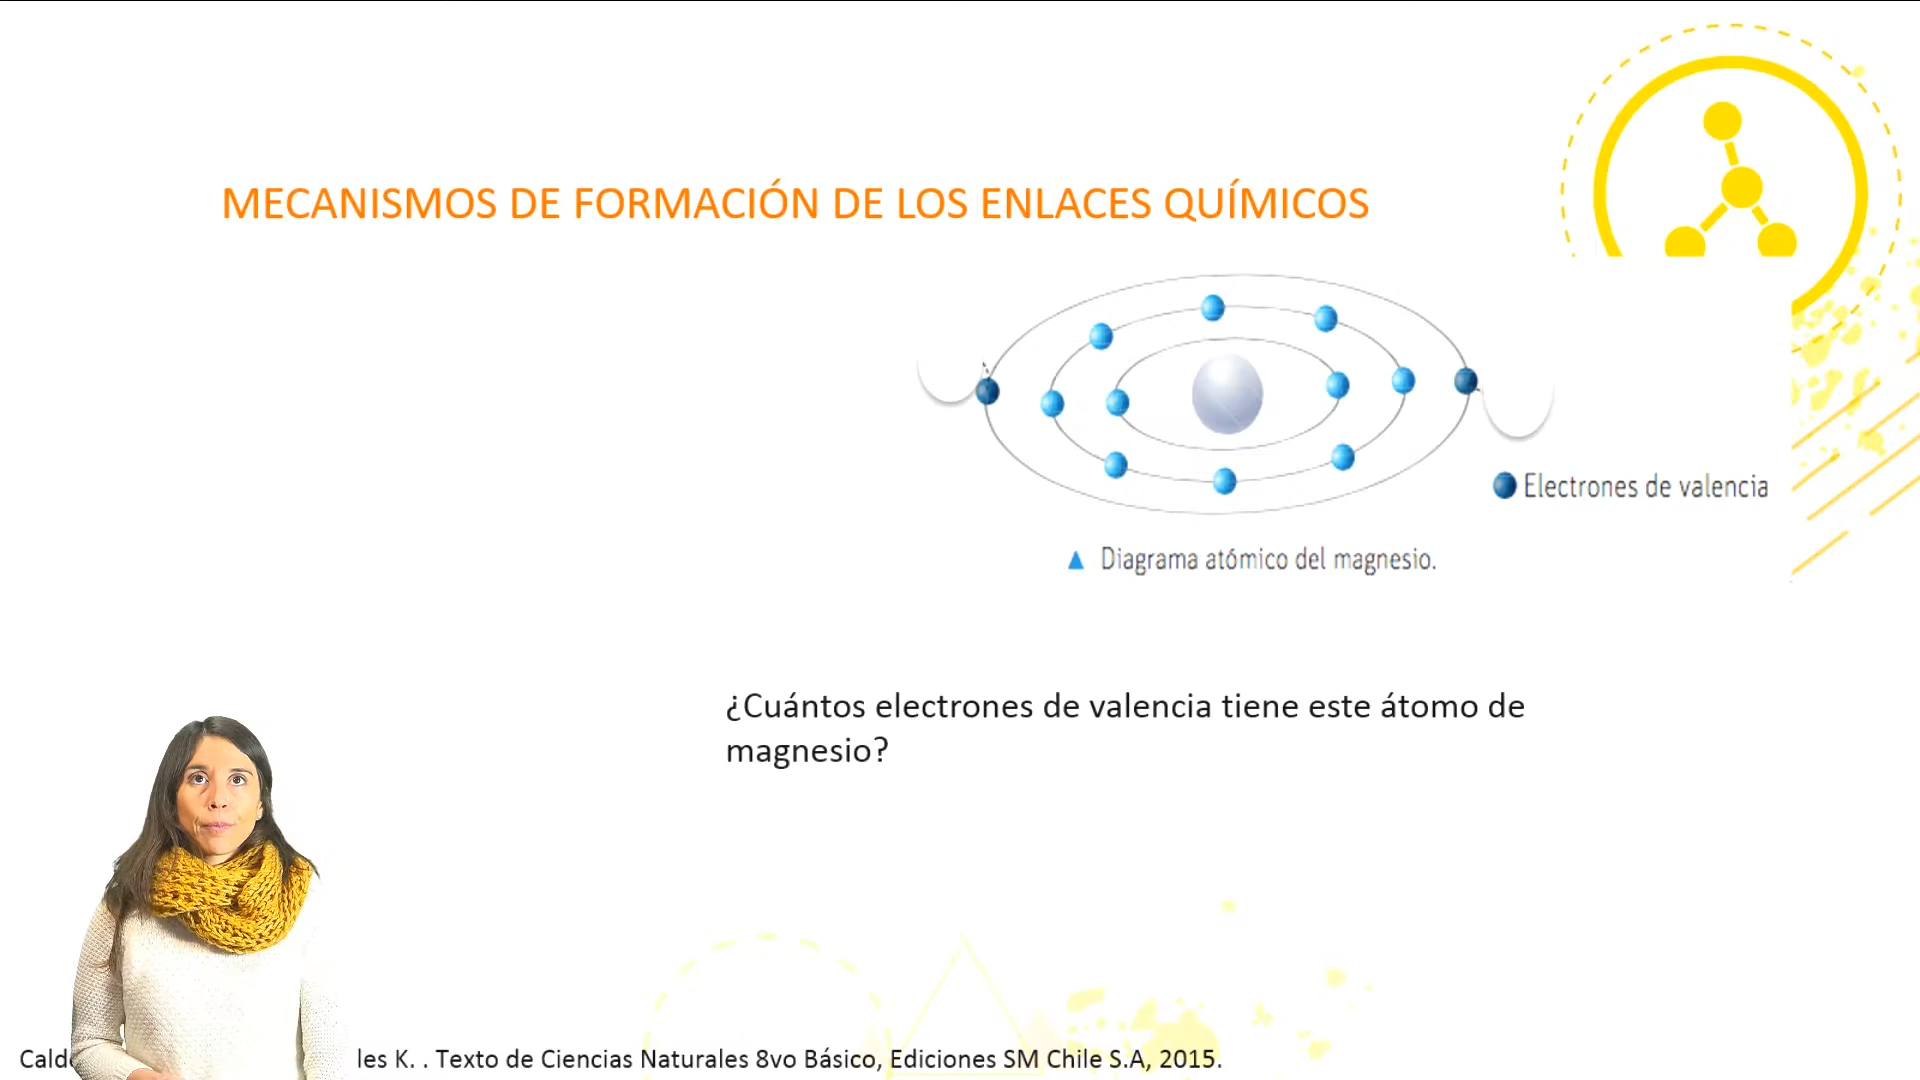 MECANISMOS DE FORMACIÓN DE LOS ENLACES QUÍMICOS
Electrones de valencia
Diagrama atómico del magnesio.
¿Cuántos electrones de valencia tiene este átomo de
magnesio?
les K. . Texto de Ciencias Naturales 8vo Básico, Ediciones SM Chile S.A, 2015.